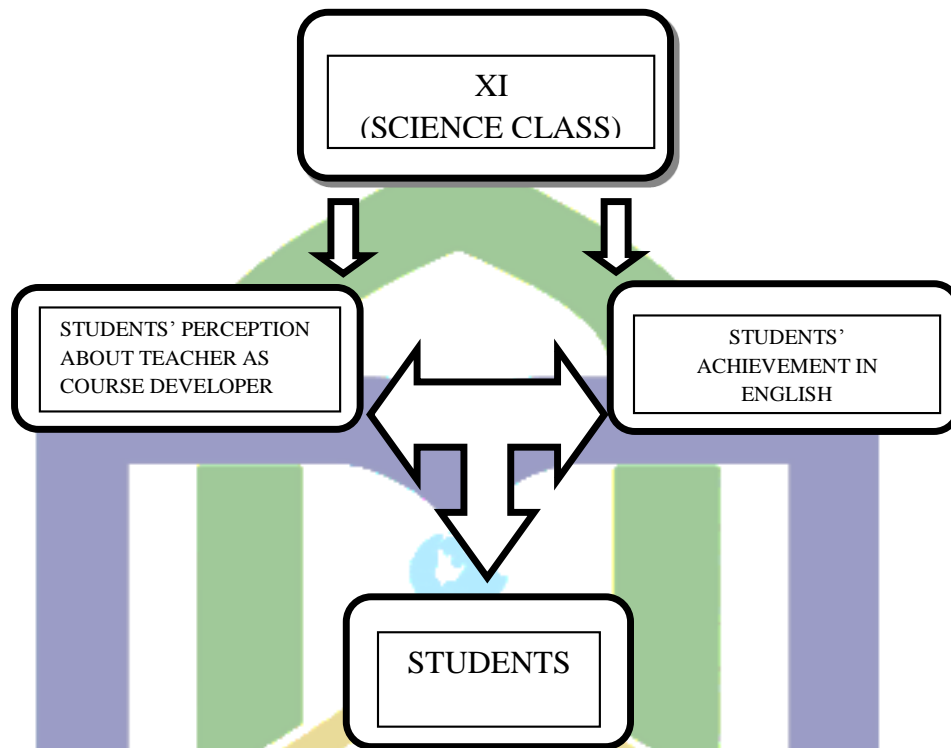 XI
(SCIENCE CLASS)
STUDENTS’ PERCEPTION
ABOUT TEACHER AS
COURSE DEVELOPER
STUDENTS’
ACHIEVEMENT IN
ENGLISH
STUDENTS